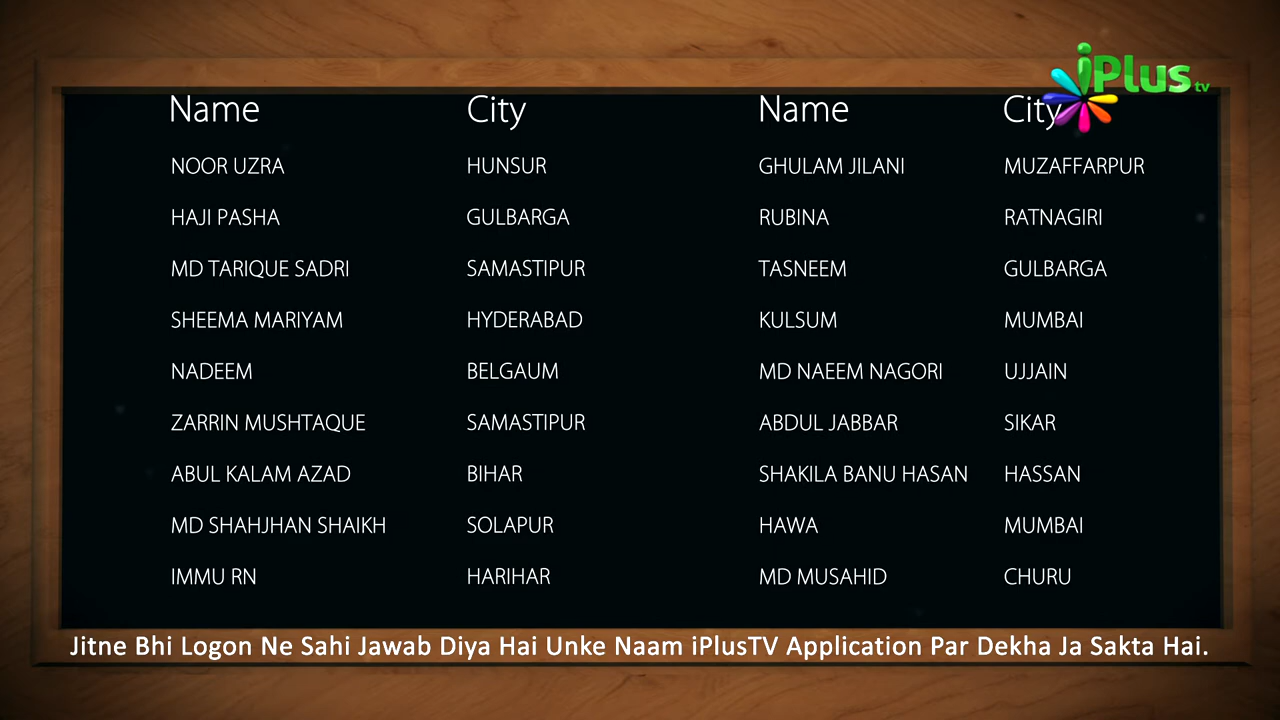 iPlus tv
Name City Name City
NOOR UZRA HUNSUR GHULAM JILANI MUZAFFARPUR
HAJI PASHA GULBARGA RUBINA RATNAGIRI
MD TARIQUE SADRI SAMASTIPUR TASNEEM GULBARGA
SHEEMA MARIYAM HYDERABAD KULSUM MUMBAI
NADEEM BELGAUM MD NAEEM NAGORI UJJAIN
ZARRIN MUSHTAQUE SAMASTIPUR ABDUL JABBAR SIKAR
ABUL KALAM AZAD BIHAR SHAKILA BANU HASAN HASSAN
MD SHAHJHAN SHAIKH SOLAPUR HAWA MUMBAI
IMMU RN HARIHAR MD MUSAHID CHURU
Jitne Bhi Logon Ne Sahi Jawab Diya Hai Unke Naam iPlusTV Application Par Dekha Ja Sakta Hai.